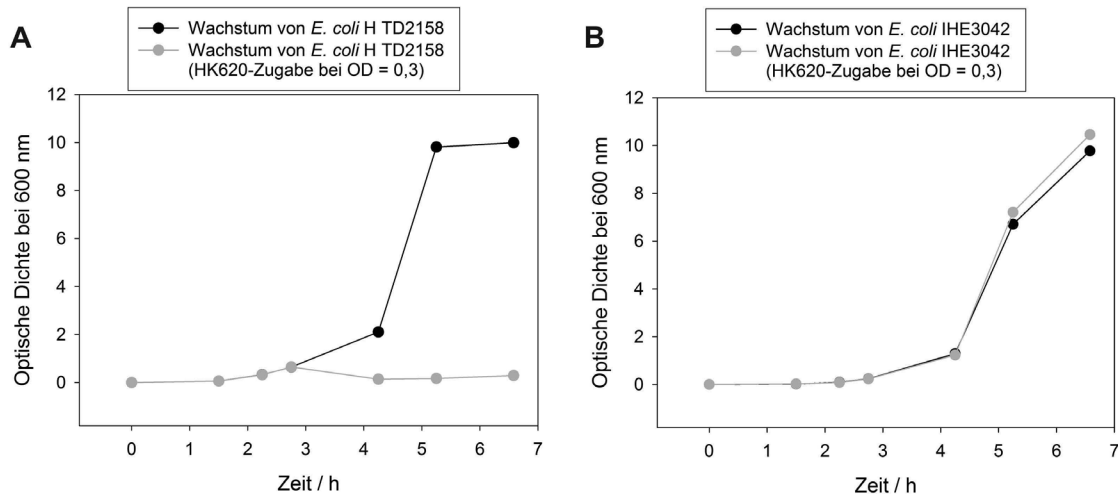 A
Wachstum von E. coli H TD2158
Wachstum von E. coli H TD2158
(HK620-Zugabe bei OD = 0,3)
Optische Dichte bei 600 nm
12
10
8
6
4
2
0
0 1 2 3 4 5 6 7
Zeit / h
B
Wachstum von E. coli IHE3042
Wachstum von E. coli IHE3042
(HK620-Zugabe bei OD = 0,3)
Optische Dichte bei 600 nm
12
10
8
6
4
2
0
0 1 2 3 4 5 6 7
Zeit / h